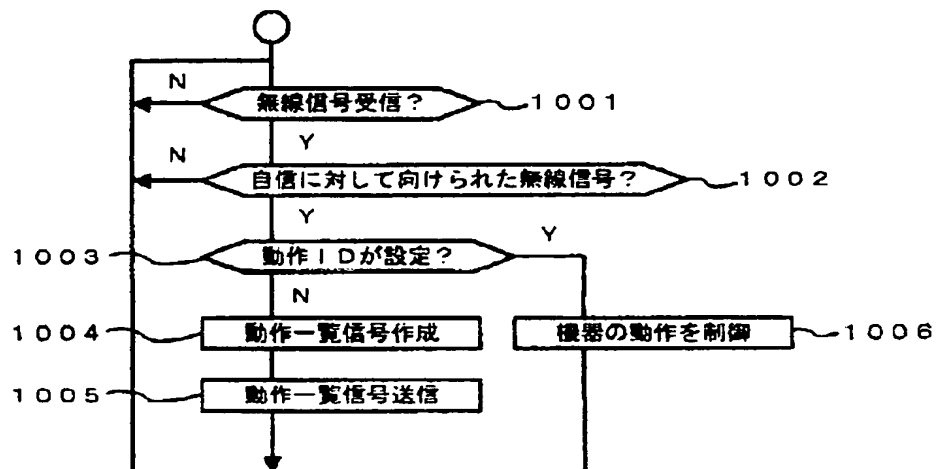 N
無線信号受信？
1001
Y
N
自信に対して向けられた無線信号？
1002
Y
Y
1003
動作IDが設定？
N
1004
動作一覧信号作成
機器の動作を制御
1006
1005
動作一覧信号送信